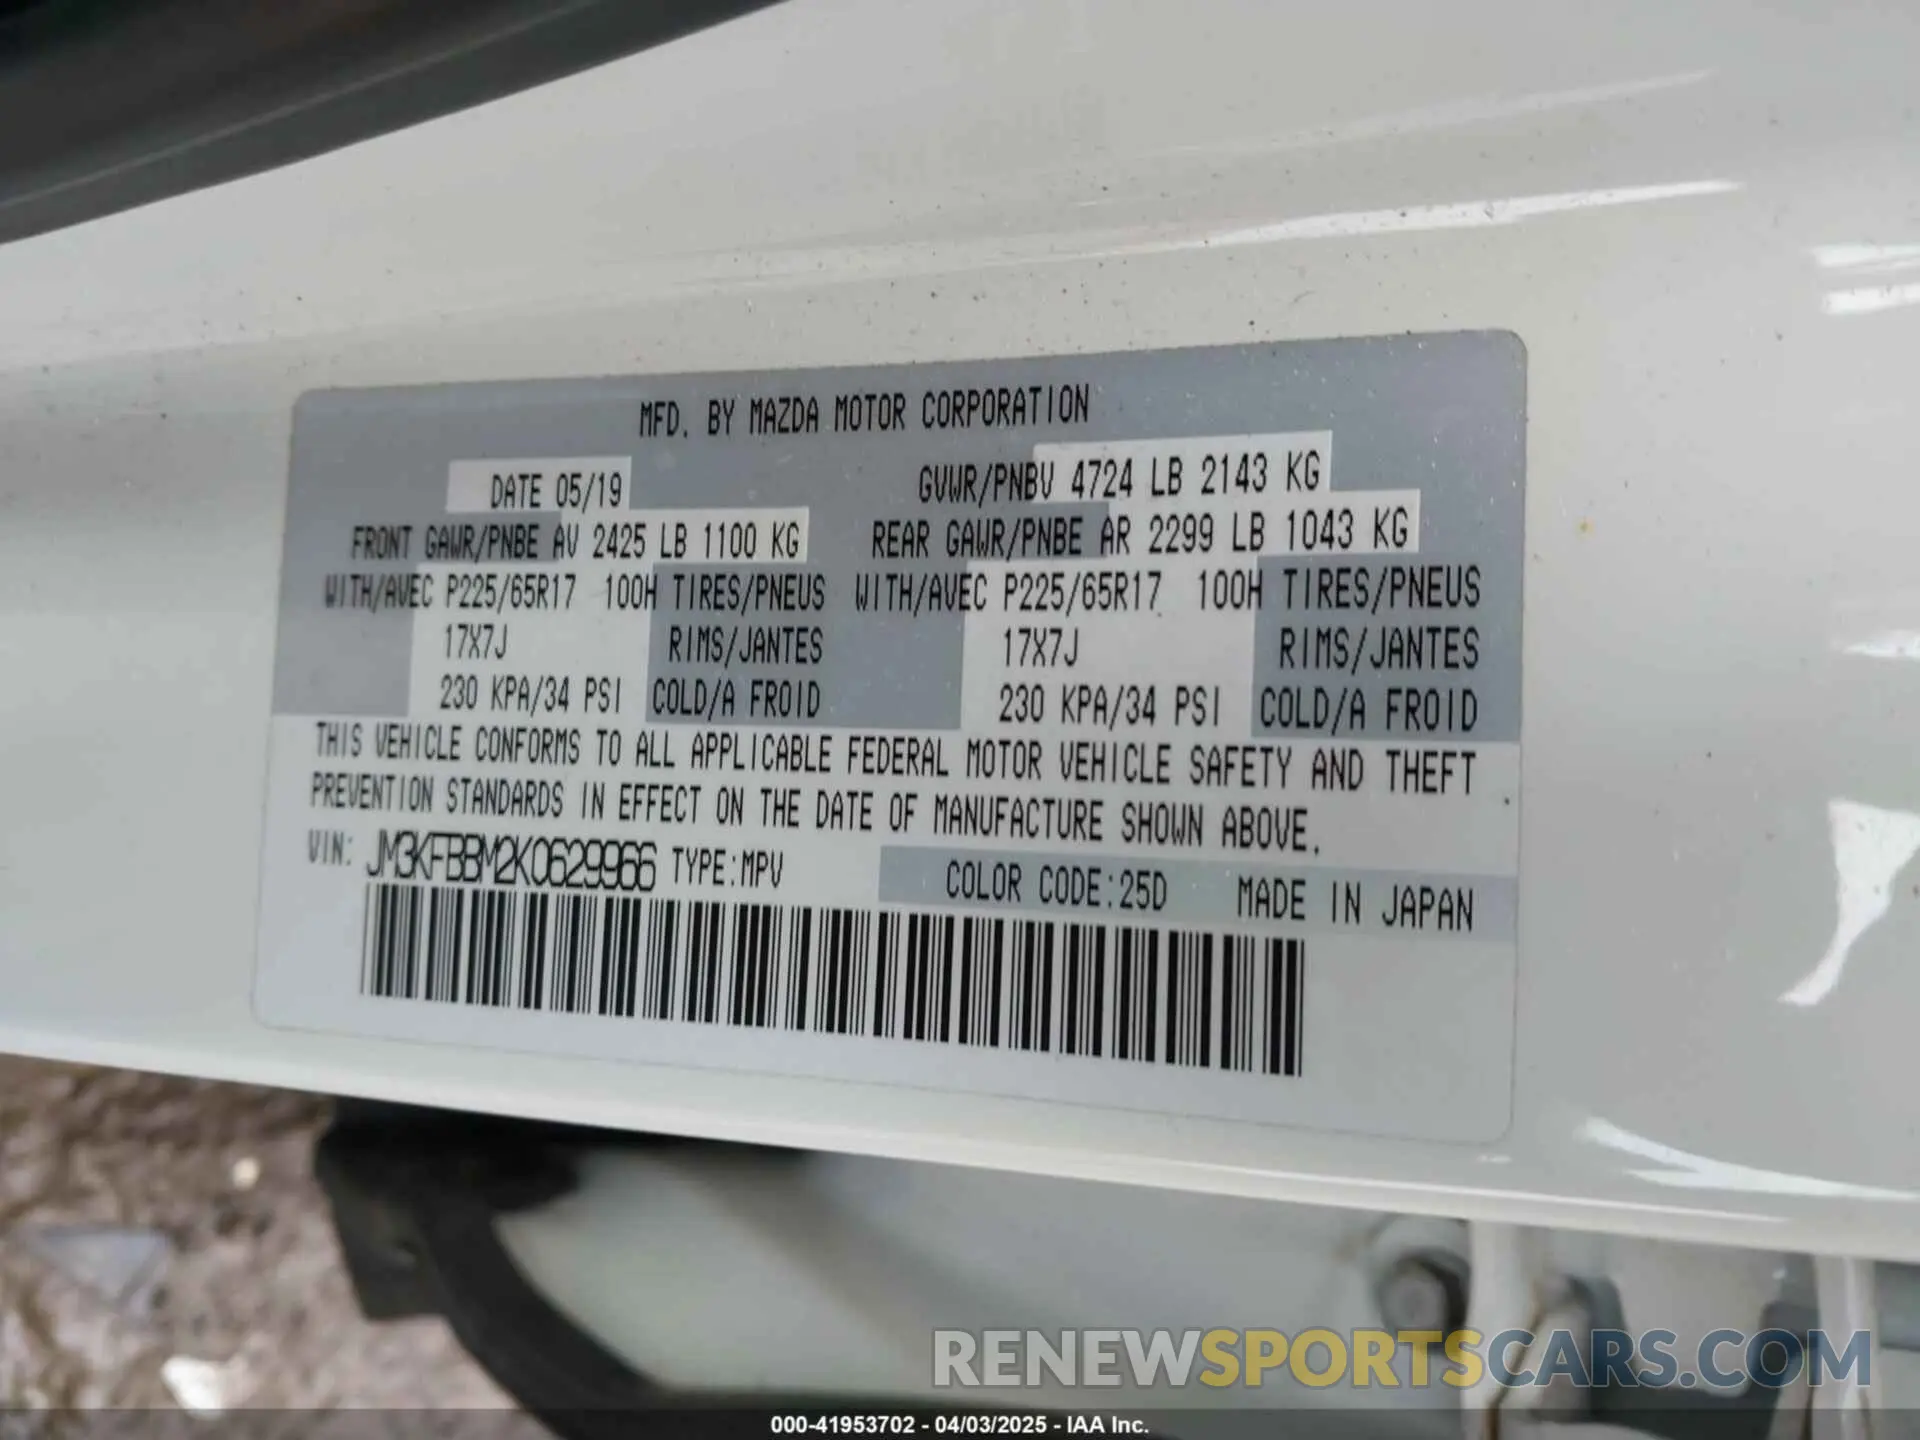 MFD. BY MAZDA MOTOR CORPORATION
DATE 05/19 GVWR/PNBV 4724 LB 2143 KG
FRONT GAWR/PNBE AV 2425 LB 1100 KG REAR GAWR/PNBE AR 2299 LB 1043 KG
WITH/AVEC P225/65R17 100H TIRES/PNEUS WITH/AVEC P225/65R17 100H TIRES/PNEUS
17X7J RIMS/JANTES 17X7J RIMS/JANTES
230 KPA/34 PSI COLD/A FROID 230 KPA/34 PSI COLD/A FROID
THIS VEHICLE CONFORMS TO ALL APPLICABLE FEDERAL MOTOR VEHICLE SAFETY AND THEFT
PREVENTION STANDARDS IN EFFECT ON THE DATE OF MANUFACTURE SHOWN ABOVE.
VIN: JM3KFBBM2K0629966 TYPE:MPV COLOR CODE:25D MADE IN JAPAN
RENEWSPORTSCARS.COM
000-41953702 - 04/03/2025 - IAA Inc.